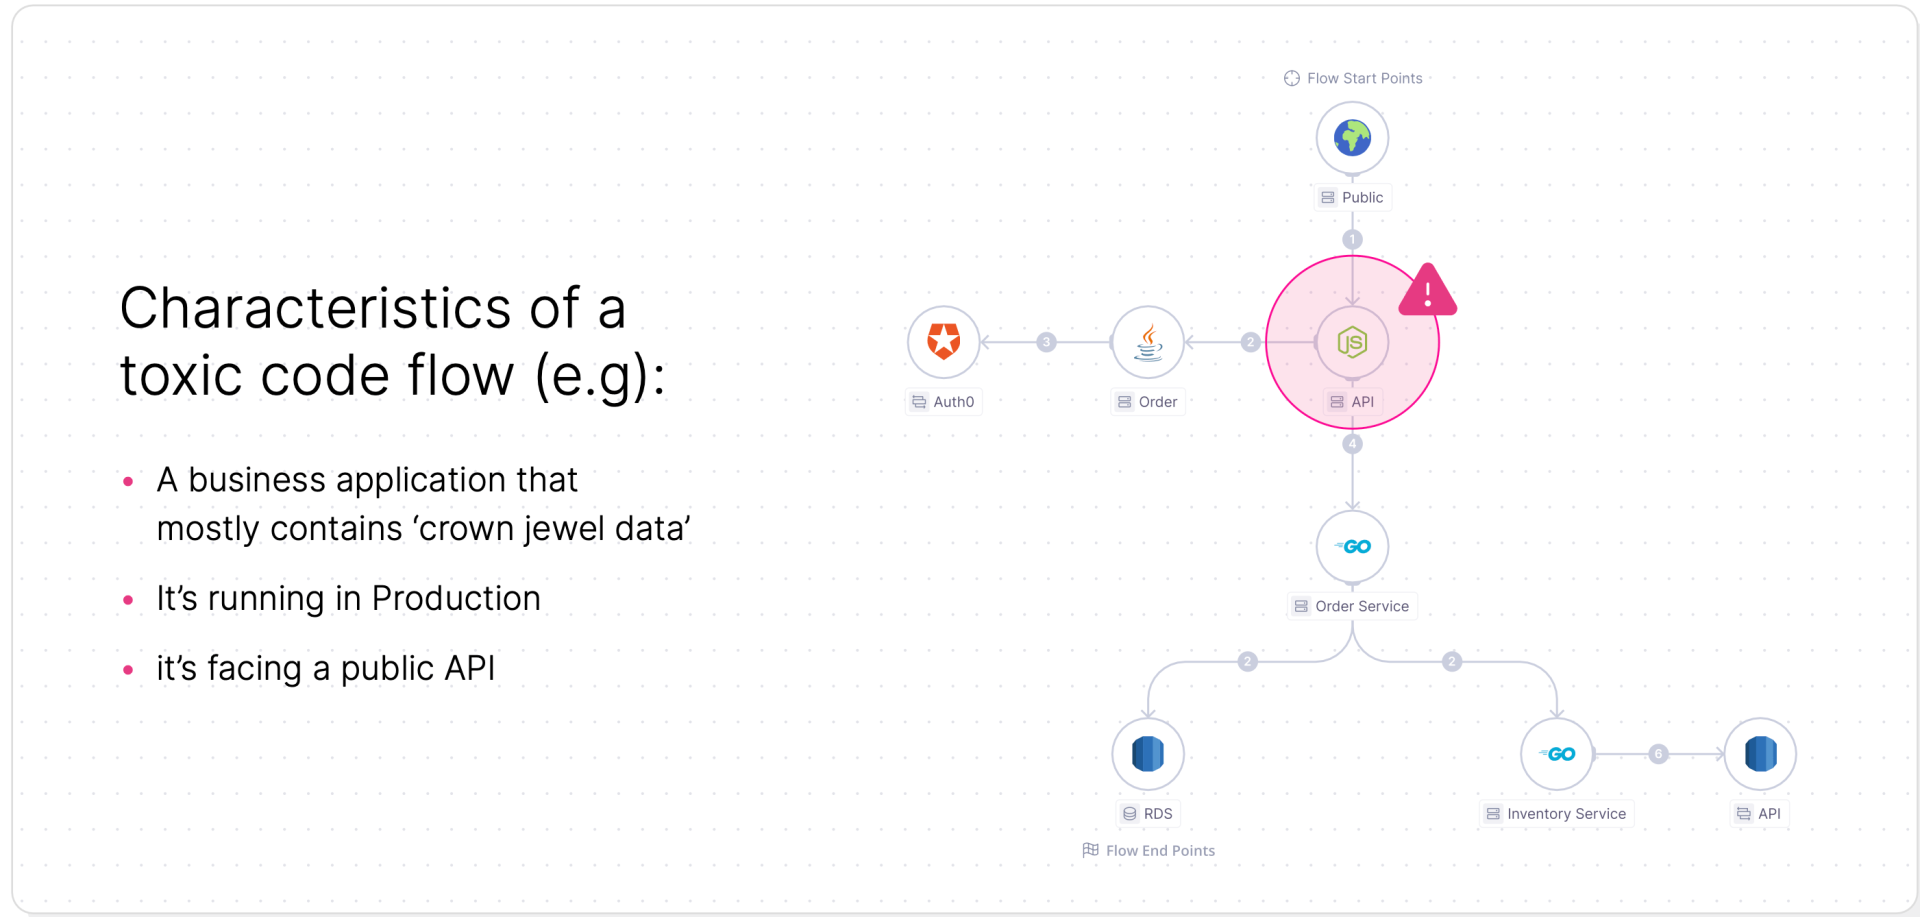 Characteristics of a
toxic code flow (e.g):
A business application that
mostly contains ‘crown jewel data’
It’s running in Production
it’s facing a public API
Flow Start Points
Public
1
!
3
2
JS
Auth0
Order
API
4
GO
Order Service
2
2
GO
6
RDS
Inventory Service
API
Flow End Points